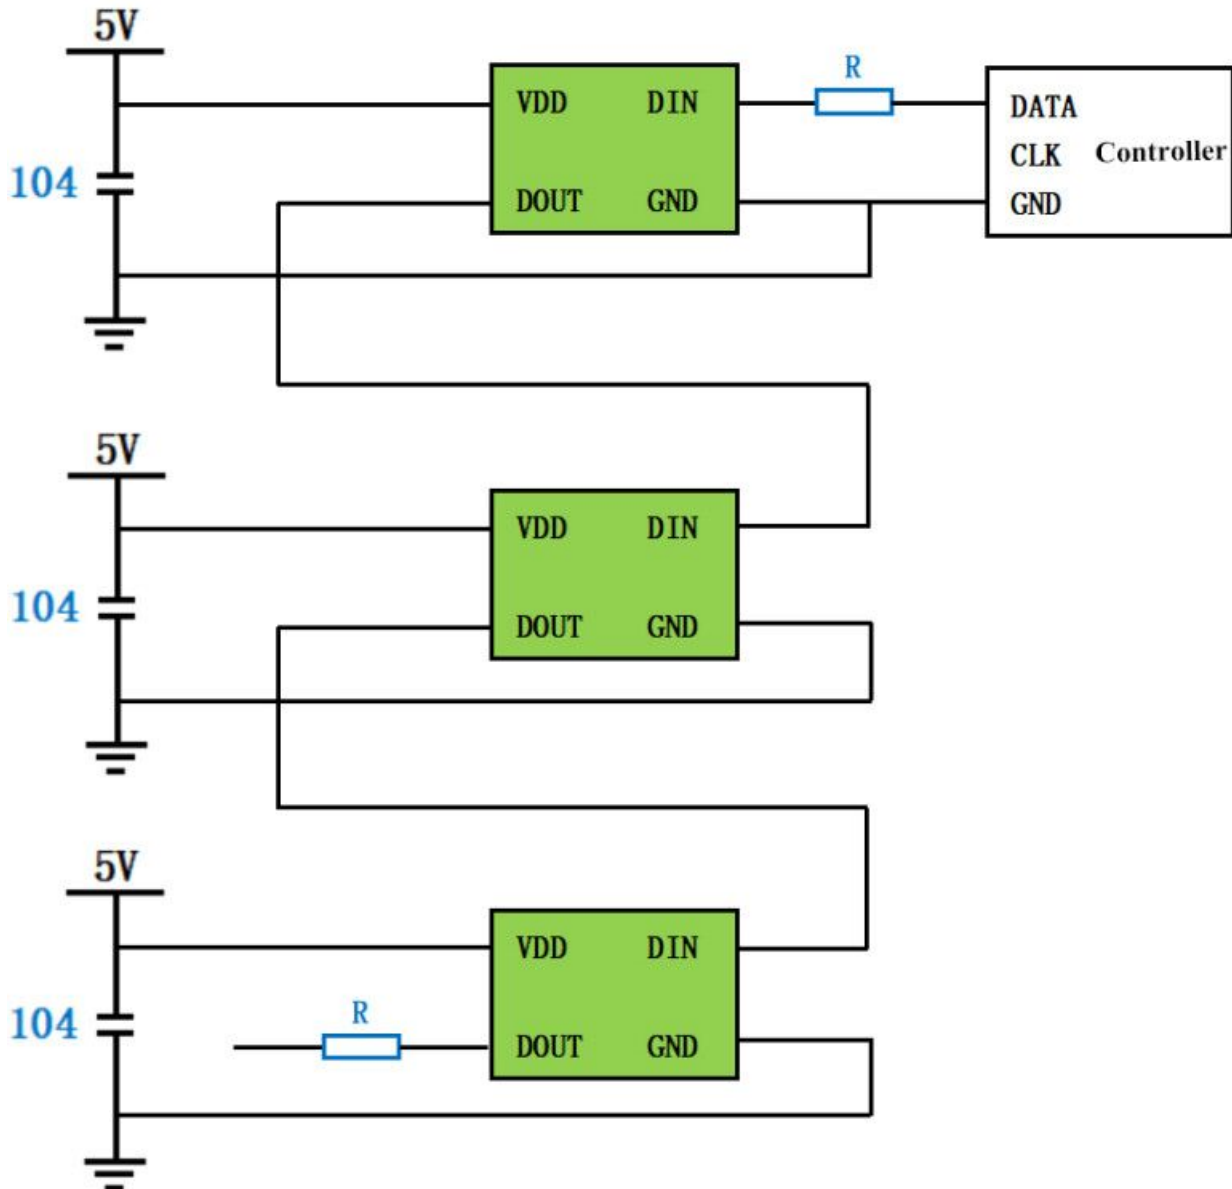 5V
VDD DIN
R
DATA
104
CLK Controller
DOUT GND
GND
5V
VDD DIN
104
DOUT GND
5V
VDD DIN
104
R
DOUT GND